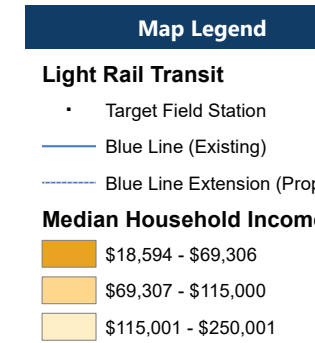 Map Legend
Light Rail Transit
Target Field Station
Blue Line (Existing)
Blue Line Extension (Prop
Median Household Income
$18,594 - $69,306
$69,307 - $115,000
$115,001 - $250,001